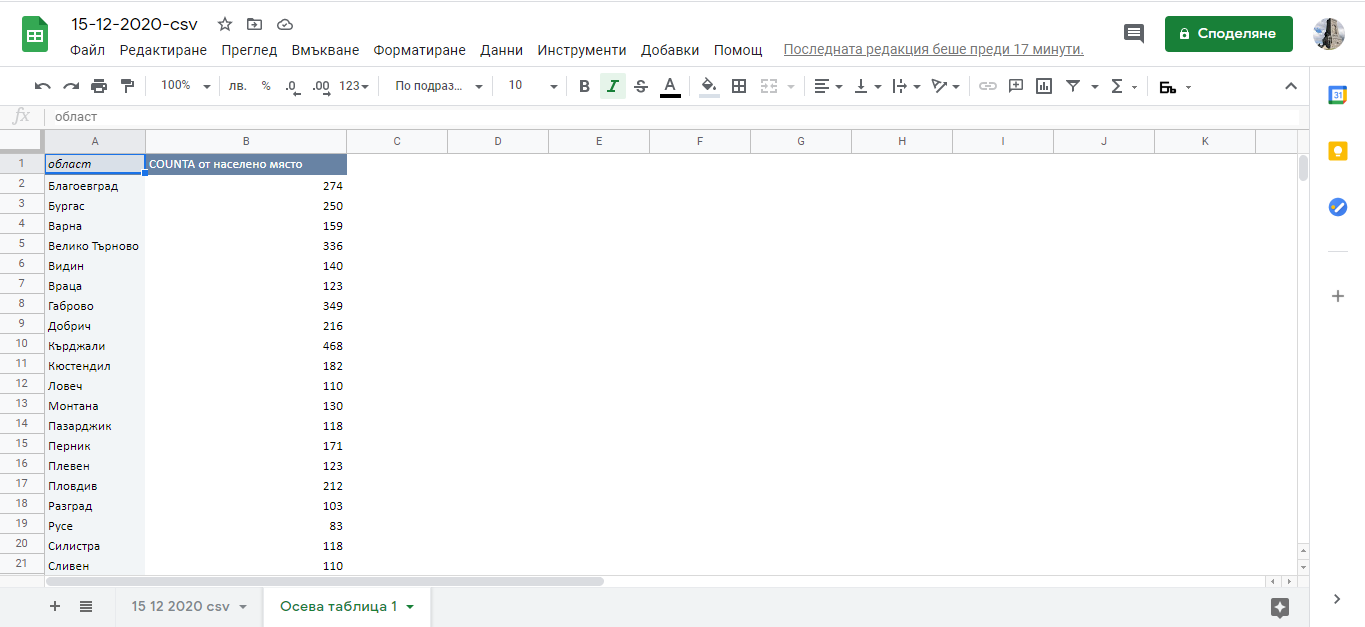 15-12-2020-csv
Файл Редактиране Преглед Вмъкване Форматиране Данни Инструменти Добавки Помощ Последната редакция беше преди 17 минути.
Споделяне
100% лв. % .0 .00 123 По подраз... 10 B I S A Бъ
31
fx област
A B C D E F G H I J K
1 област COUNTA от населено място
2 Благоевград 274
3 Бургас 250
4 Варна 159
5 Велико Търново 336
6 Видин 140
7 Враца 123
8 Габрово 349
9 Добрич 216
10 Кърджали 468
11 Кюстендил 182
12 Ловеч 110
13 Монтана 130
14 Пазарджик 118
15 Перник 171
16 Плевен 123
17 Пловдив 212
18 Разград 103
19 Русе 83
20 Силистра 118
21 Сливен 110
15 12 2020 csv Осева таблица 1